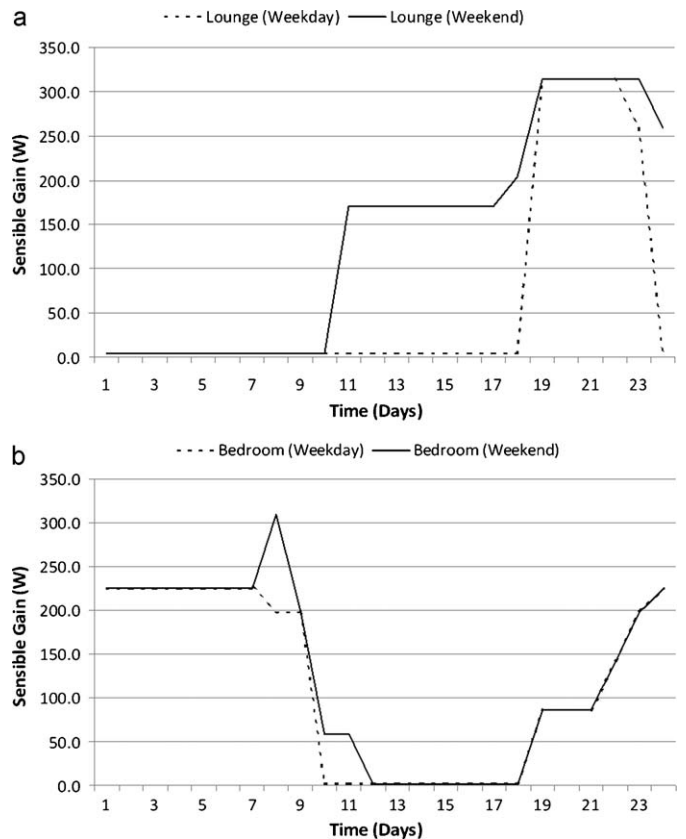 a
Lounge (Weekday) Lounge (Weekend)
350.0
300.0
250.0
200.0
150.0
100.0
50.0
0.0
Sensible Gain (W)
1 3 5 7 9 11 13 15 17 19 21 23
Time (Days)
b
Bedroom (Weekday) Bedroom (Weekend)
350.0
300.0
250.0
200.0
150.0
100.0
50.0
0.0
Sensible Gain (W)
1 3 5 7 9 11 13 15 17 19 21 23
Time (Days)